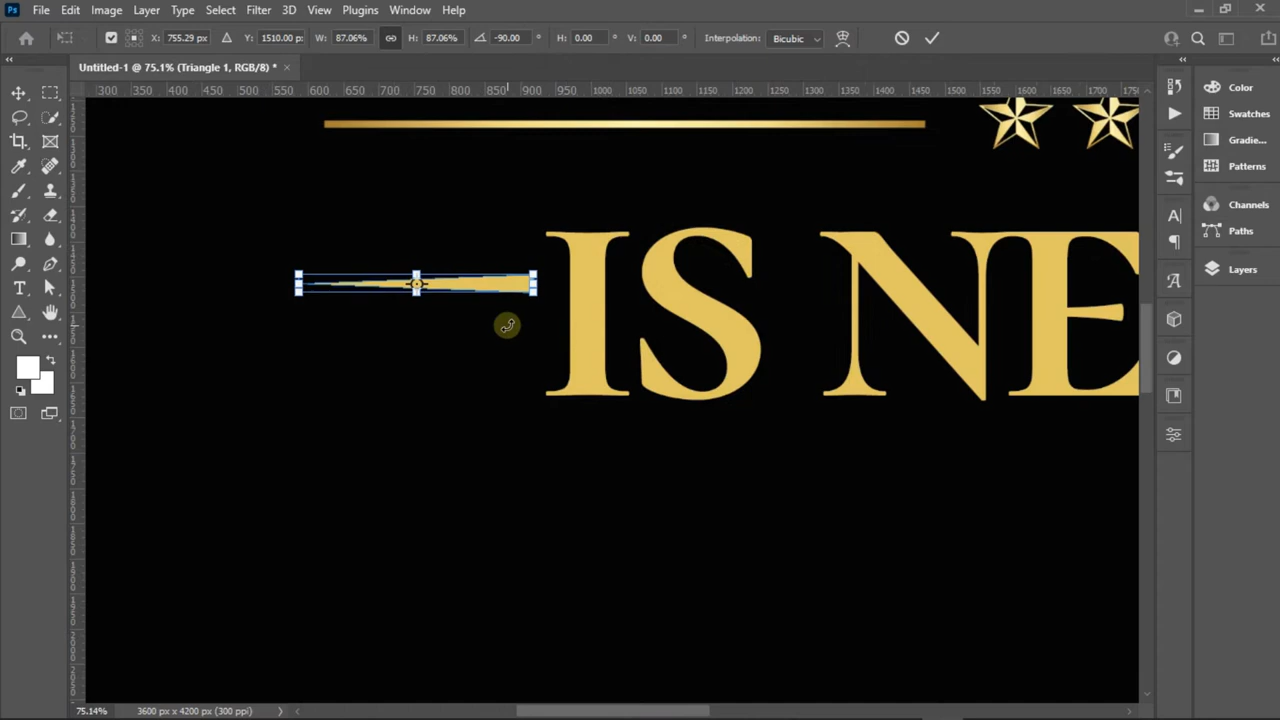 Ps File Edit Image Layer Type Select Filter 3D View Plugins Window Help
X: 755.29 px Y: 1510.00 px W: 87.06% H: 87.06% -90.00 ° H: 0.00 ° V: 0.00 ° Interpolation: Bicubic
Untitled-1 @ 75.1% (Triangle 1, RGB/8) * ×
300 350 400 450 500 550 600 650 700 750 800 850 900 950 1000 1050 1100 1150 1200 1250 1300 1350 1400 1450 1500 1550 1600 1650 1700 1750
Color
Swatches
Gradie...
Patterns
Channels
Paths
Layers
IS NE
75.14% 3600 px x 4200 px (300 ppi)